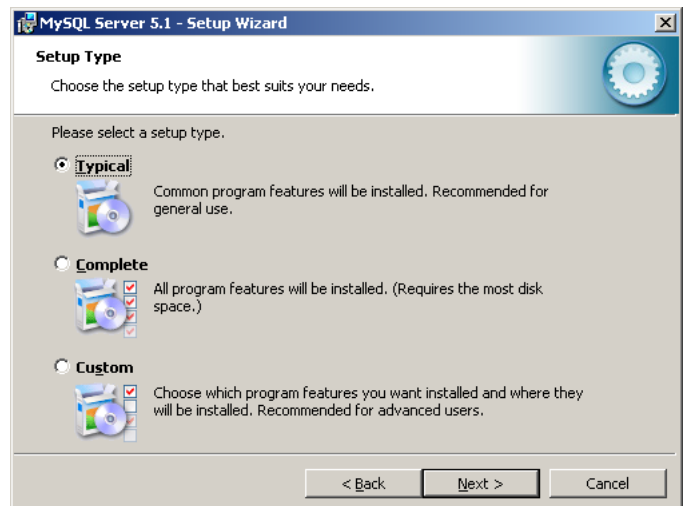 MySQL Server 5.1 - Setup Wizard
Setup Type
Choose the setup type that best suits your needs.
Please select a setup type.
Typical
Common program features will be installed. Recommended for
general use.
Complete
All program features will be installed. (Requires the most disk
space.)
Custom
Choose which program features you want installed and where they
will be installed. Recommended for advanced users.
< Back
Next >
Cancel